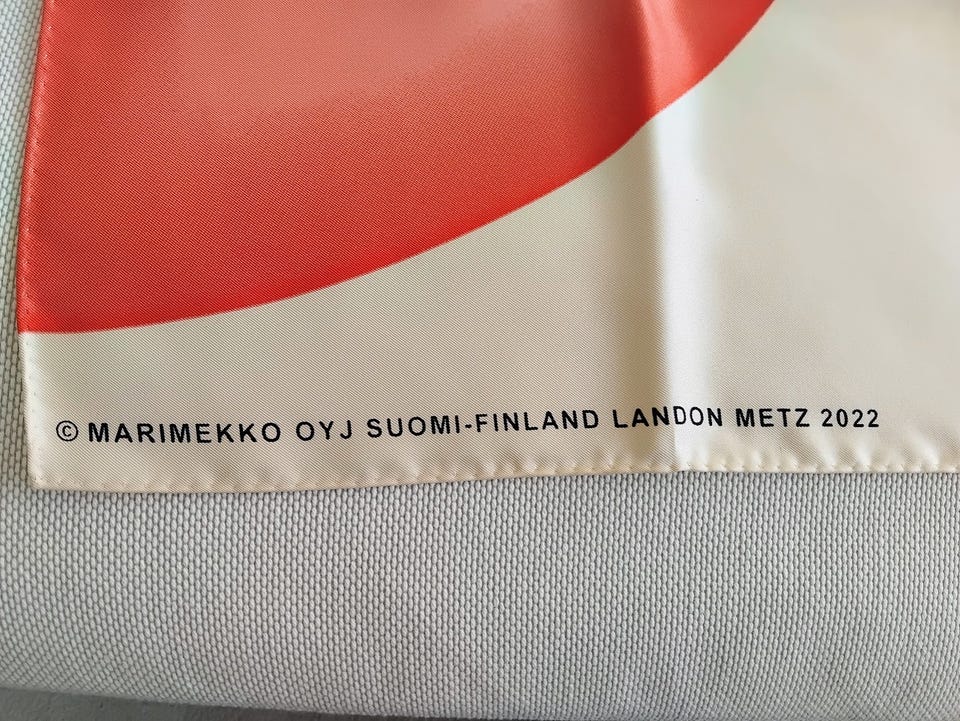 © MARIMEKKO OYJ SUOMI-FINLAND LANDON METZ 2022